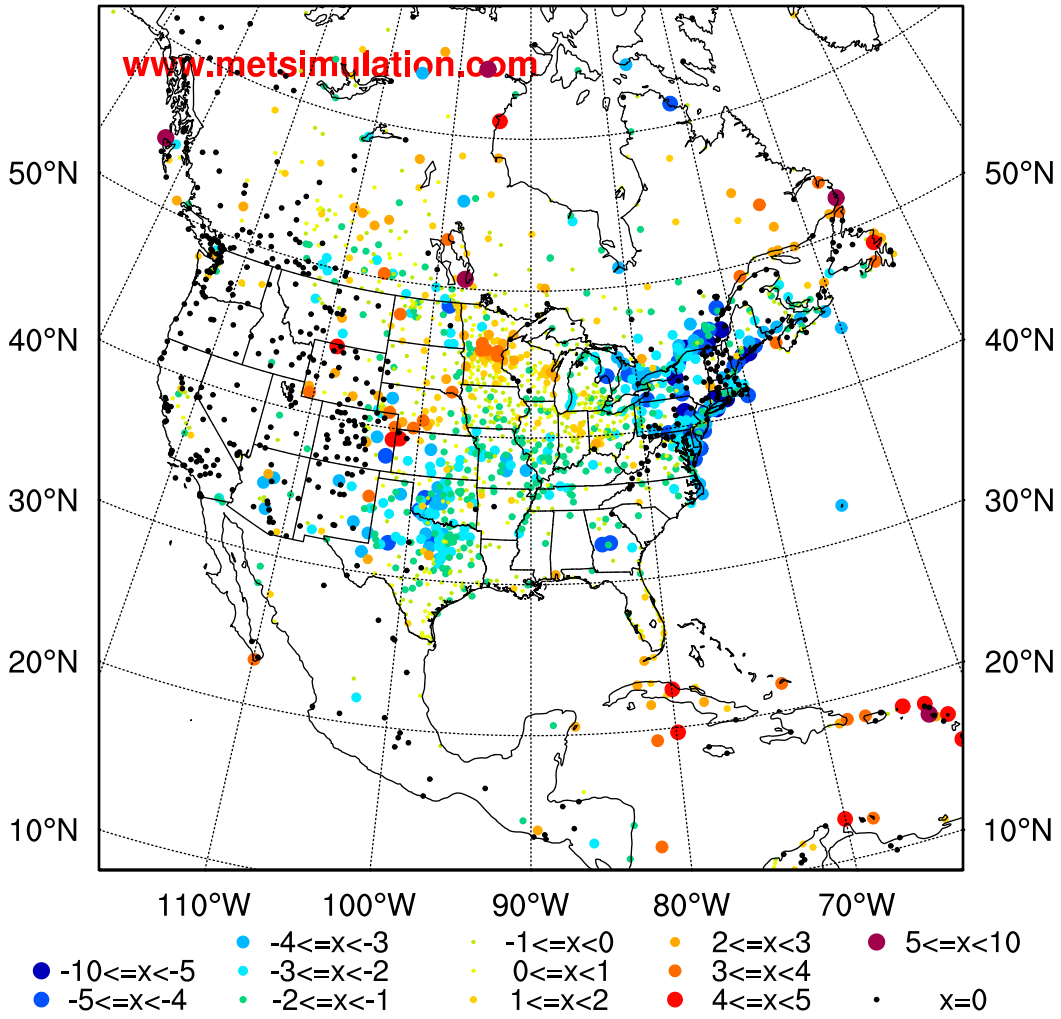 www.metsimulation.com
50°N 50°N
40°N 40°N
30°N 30°N
20°N 20°N
10°N 10°N
110°W 100°W 90°W 80°W 70°W
-4<=x<-3 -1<=x<0 2<=x<3 5<=x<10
-10<=x<-5 -3<=x<-2 0<=x<1 3<=x<4
-5<=x<-4 -2<=x<-1 1<=x<2 4<=x<5 x=0